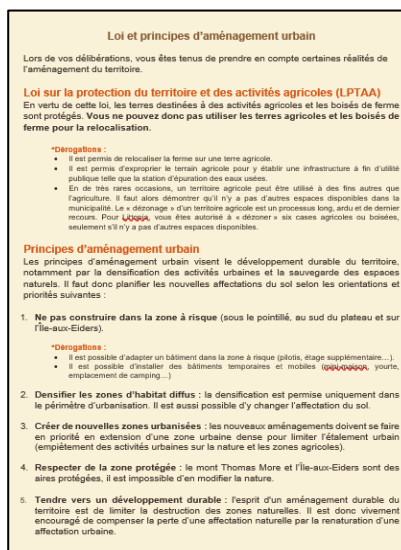 Loi et principes d'aménagement urbain
Lors de vos délibérations, vous êtes tenus de prendre en compte certaines réalités de
l'aménagement du territoire.
Loi sur la protection du territoire et des activités agricoles (LPTAA)
En vertu de cette loi, les terres destinées à des activités agricoles et les boisés de ferme
sont protégés. Vous ne pouvez donc pas utiliser les terres agricoles et les boisés de
ferme pour la relocalisation.
*Dérogations :
• Il est permis de relocaliser la ferme sur une terre agricole.
• Il est permis d'exproprier le terrain agricole pour y établir une infrastructure à fin d'utilité
publique telle que la station d'épuration des eaux usées.
• En de très rares occasions, un territoire agricole peut être utilisé à des fins autres que
l'agriculture. Il faut alors démontrer qu'il n'y a pas d'autres espaces disponibles dans la
municipalité. Le « dézonage » d'un territoire agricole est un processus long, ardu et de dernier
recours. Pour Littopia, vous êtes autorisé à « dézoner » six cases agricoles ou boisées,
seulement s'il n'y a pas d'autres espaces disponibles.
Principes d'aménagement urbain
Les principes d'aménagement urbain visent le développement durable du territoire,
notamment par la densification des activités urbaines et la sauvegarde des espaces
naturels. Il faut donc planifier les nouvelles affectations du sol selon les orientations et
priorités suivantes :
1. Ne pas construire dans la zone à risque (sous le pointillé, au sud du plateau et sur
l'Île-aux-Eiders).
*Dérogations :
• Il est possible d'adapter un bâtiment dans la zone à risque (pilotis, étage supplémentaire...).
• Il est possible d'installer des bâtiments temporaires et mobiles (mini-maison, yourte,
emplacement de camping...)
2. Densifier les zones d'habitat diffus : la densification est permise uniquement dans
le périmètre d'urbanisation. Il est aussi possible d'y changer l'affectation du sol.
3. Créer de nouvelles zones urbanisées : les nouveaux aménagements doivent se faire
en priorité en extension d'une zone urbaine dense pour limiter l'étalement urbain
(empiètement des activités urbaines sur la nature et les zones agricoles).
4. Respecter de la zone protégée : le mont Thomas More et l'Île-aux-Eiders sont des
aires protégées, il est impossible d'en modifier la nature.
5. Tendre vers un développement durable : l'esprit d'un aménagement durable du
territoire est de limiter la destruction des zones naturelles. Il est donc vivement
encouragé de compenser la perte d'une affectation naturelle par la renaturation d'une
affectation urbaine.